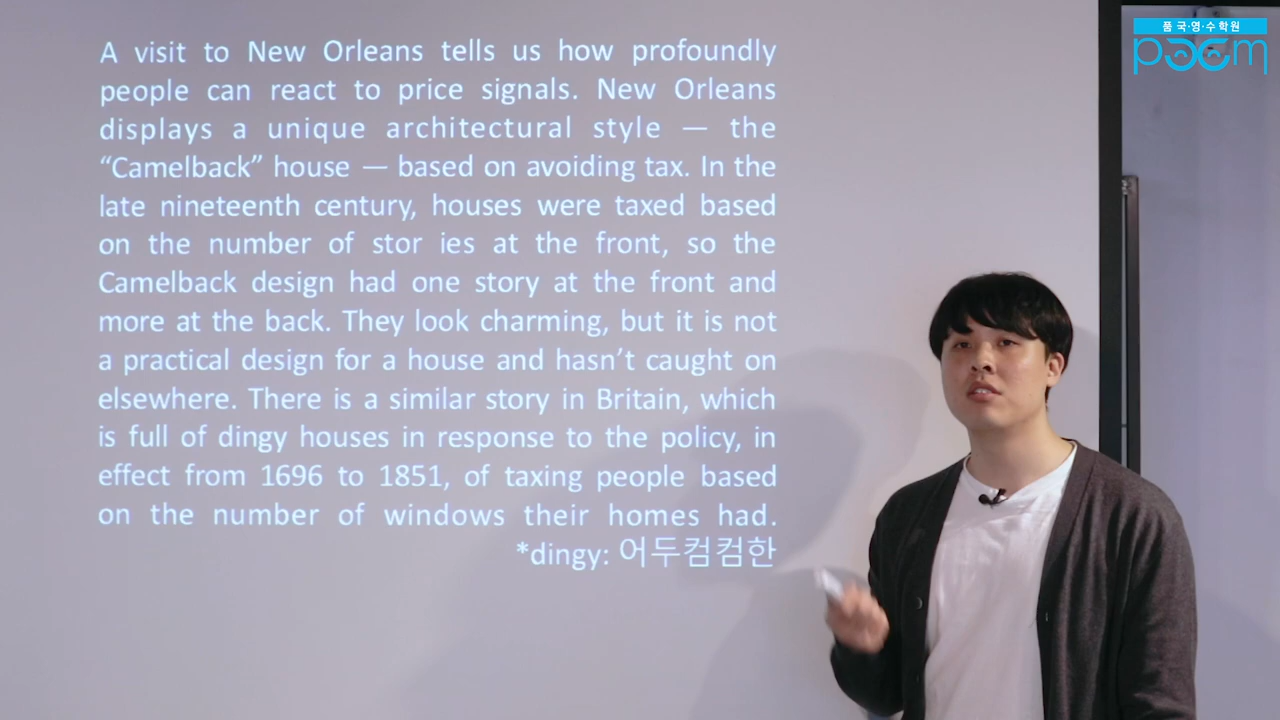 A visit to New Orleans tells us how profoundly
people can react to price signals. New Orleans
displays a unique architectural style — the
“Camelback” house — based on avoiding tax. In the
late nineteenth century, houses were taxed based
on the number of stor ies at the front, so the
Camelback design had one story at the front and
more at the back. They look charming, but it is not
a practical design for a house and hasn’t caught on
elsewhere. There is a similar story in Britain, which
is full of dingy houses in response to the policy, in
effect from 1696 to 1851, of taxing people based
on the number of windows their homes had.
*dingy: 어두컴컴한
품 국·영·수 학원
poem